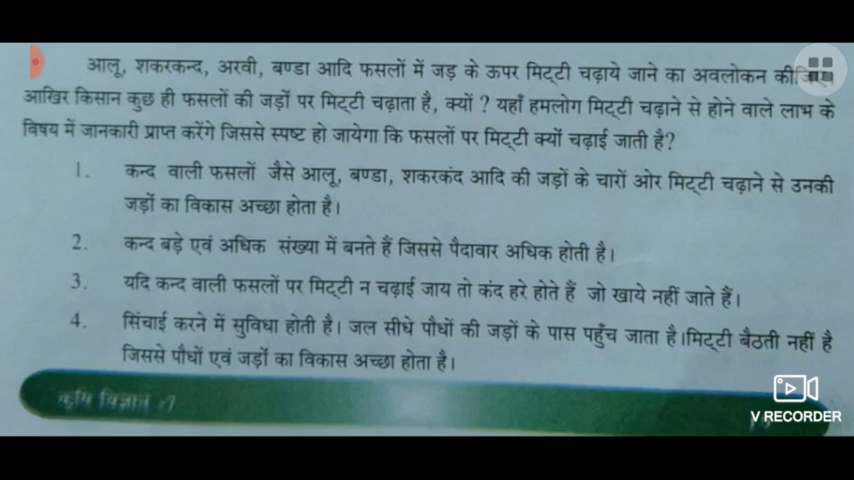 आलू, शकरकन्द, अरवी, बण्डा आदि फसलों में जड़ के ऊपर मिट्टी चढ़ाये जाने का अवलोकन
आखिर किसान कुछ ही फसलों की जड़ों पर मिट्टी चढ़ाता है, क्यों ? यहाँ हमलोग मिट्टी चढ़ाने से होने वाले लाभ के
विषय में जानकारी प्राप्त करेंगे जिससे स्पष्ट हो जायेगा कि फसलों पर मिट्टी क्यों चढ़ाई जाती है?
1. कन्द वाली फसलों जैसे आलू, बण्डा, शकरकंद आदि की जड़ों के चारों ओर मिट्टी चढ़ाने से उनकी
जड़ों का विकास अच्छा होता है।
2. कन्द बड़े एवं अधिक संख्या में बनते हैं जिससे पैदावार अधिक होती है।
3. यदि कन्द वाली फसलों पर मिट्टी न चढ़ाई जाय तो कंद हरे होते हैं जो खाये नहीं जाते हैं।
4. सिंचाई करने में सुविधा होती है। जल सीधे पौधों की जड़ों के पास पहुँच जाता है।मिट्टी बैठती नहीं है
जिससे पौधों एवं जड़ों का विकास अच्छा होता है।
कृषि विज्ञान -7
V RECORDER